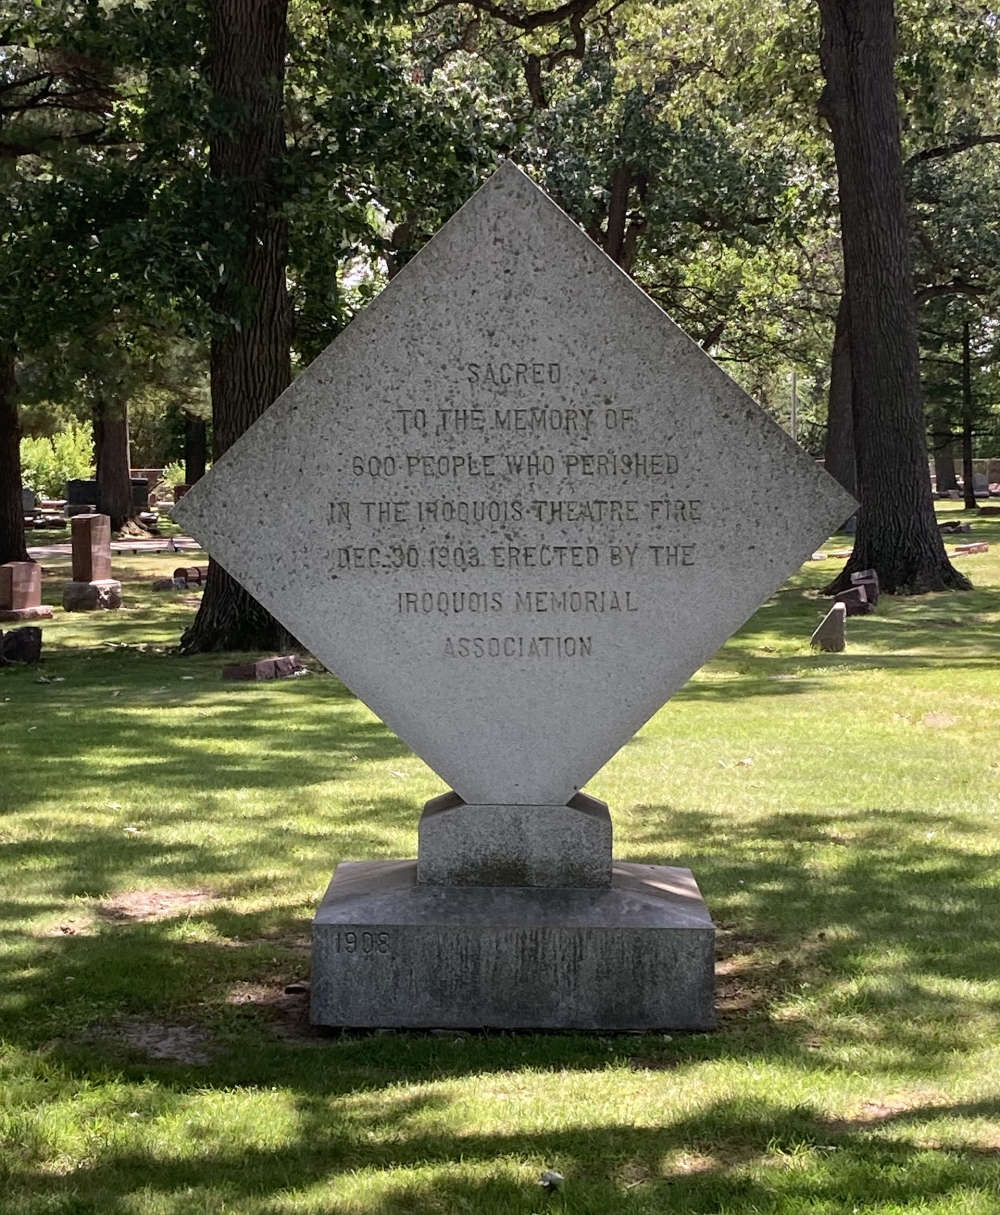 SACRED
TO THE MEMORY OF
600 PEOPLE WHO PERISHED
IN THE IROQUOIS THEATRE FIRE
DEC. 30. 1903. ERECTED BY THE
IROQUOIS MEMORIAL
ASSOCIATION
1908